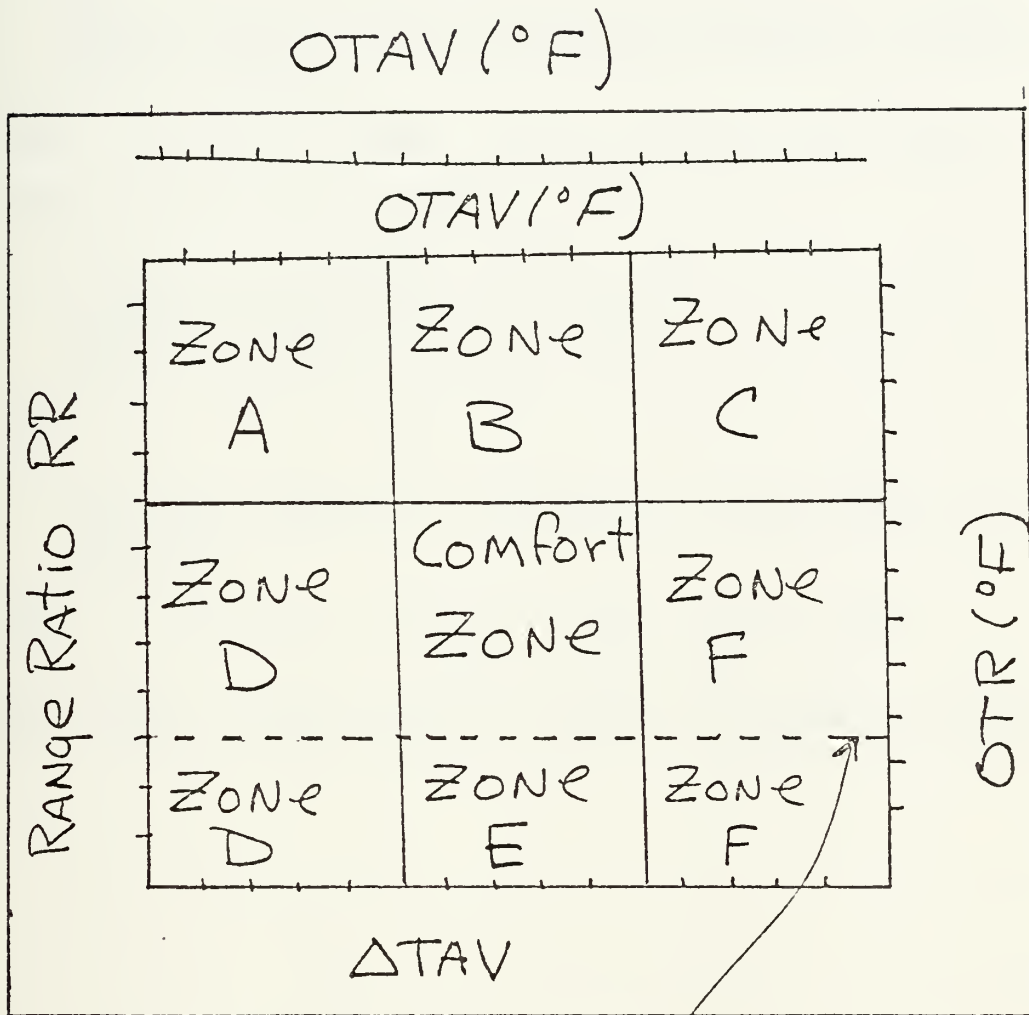 OTAV (°F)
OTAV (°F)
Zone
A
Zone
B
Zone
C
Range Ratio RR
Zone
D
Comfort
Zone
Zone
F
OTR (°F)
Zone
D
Zone
E
Zone
F
ΔTAV